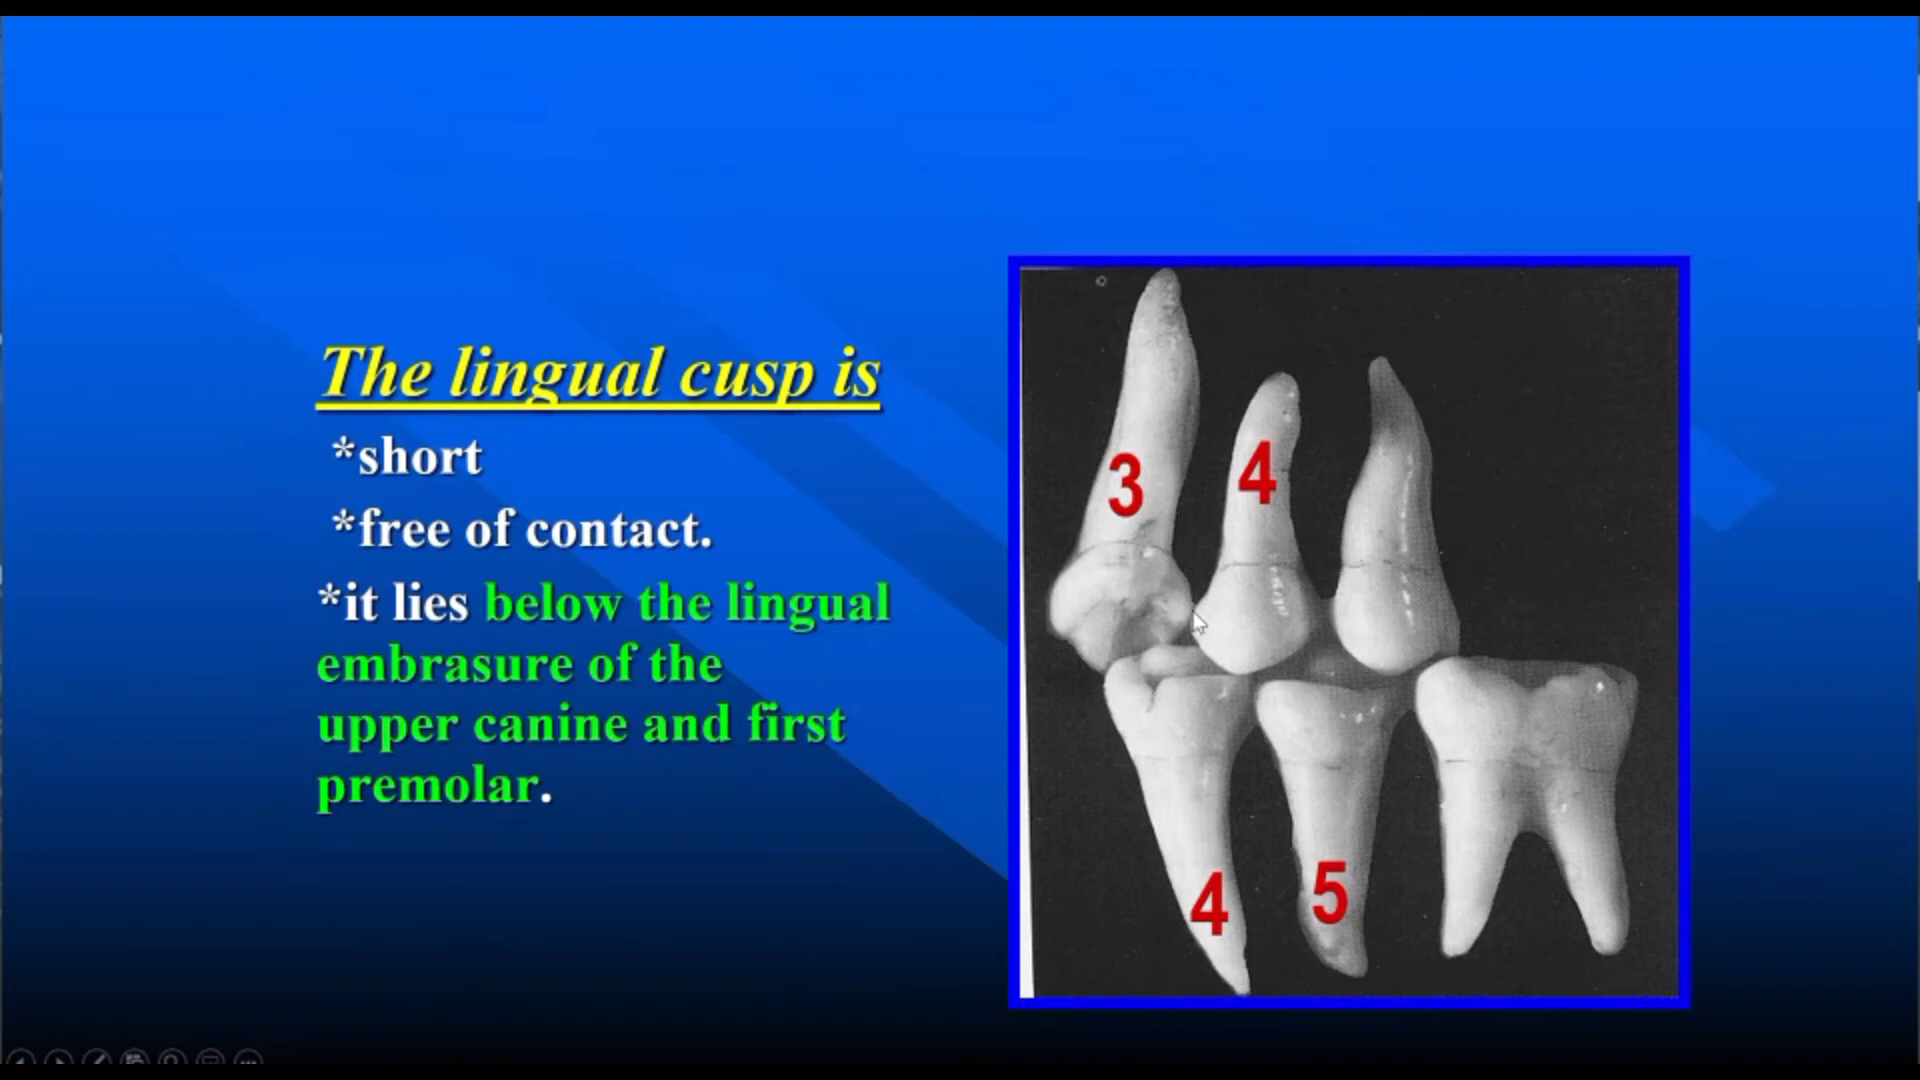 The lingual cusp is
*short
*free of contact.
*it lies below the lingual
embrasure of the
upper canine and first
premolar.
3
4
4
5